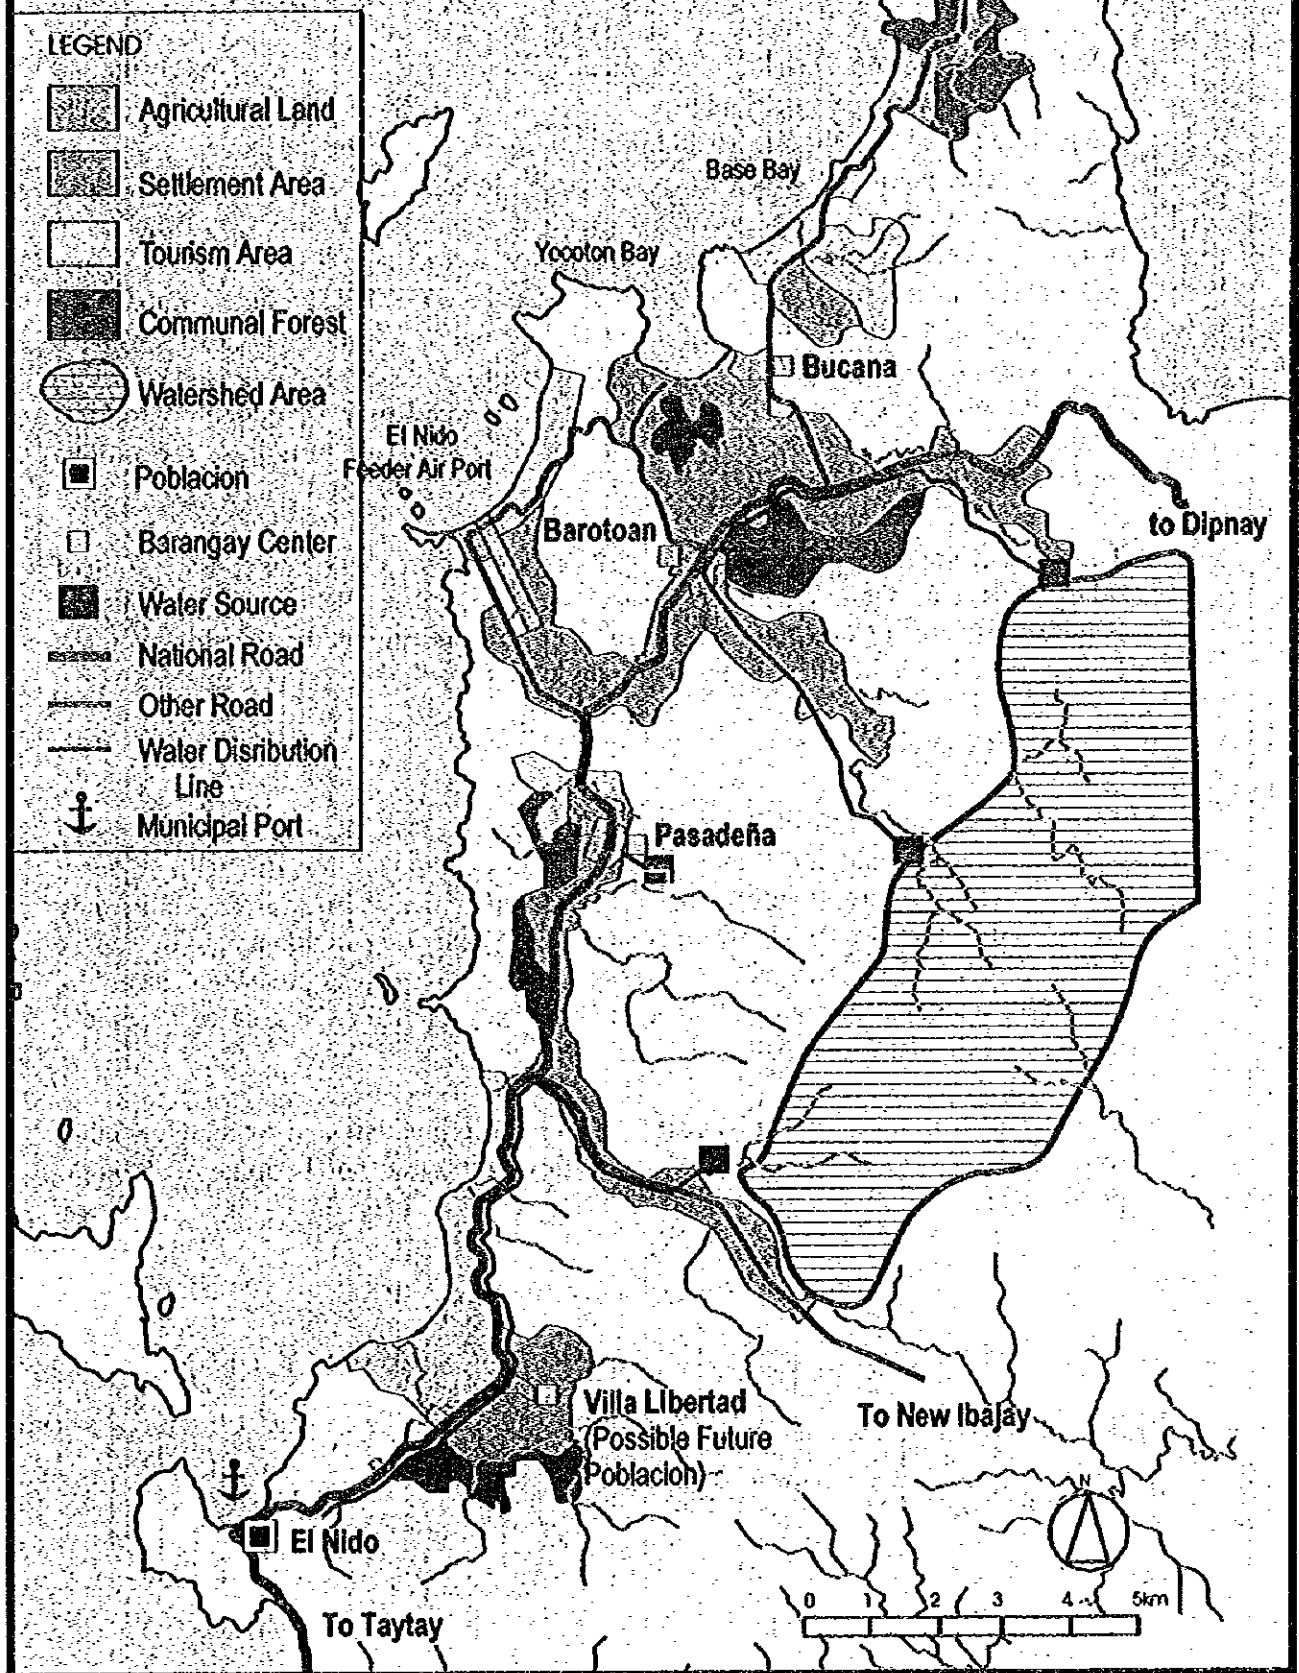 LEGEND
Agricultural Land
Settlement Area
Tourism Area
Communal Forest
Watershed Area
Poblacion
Barangay Center
Water Source
National Road
Other Road
Water Disribution
Line
Municipal Port
Base Bay
Yocoton Bay
Bucana
El Nido
Feeder Air Port
Barotoan
to Dipnay
Pasadeña
Villa Libertad
(Possible Future
Poblacion)
To New Ibajay
N
El Nido
0 1 2 3 4 5km
To Taytay